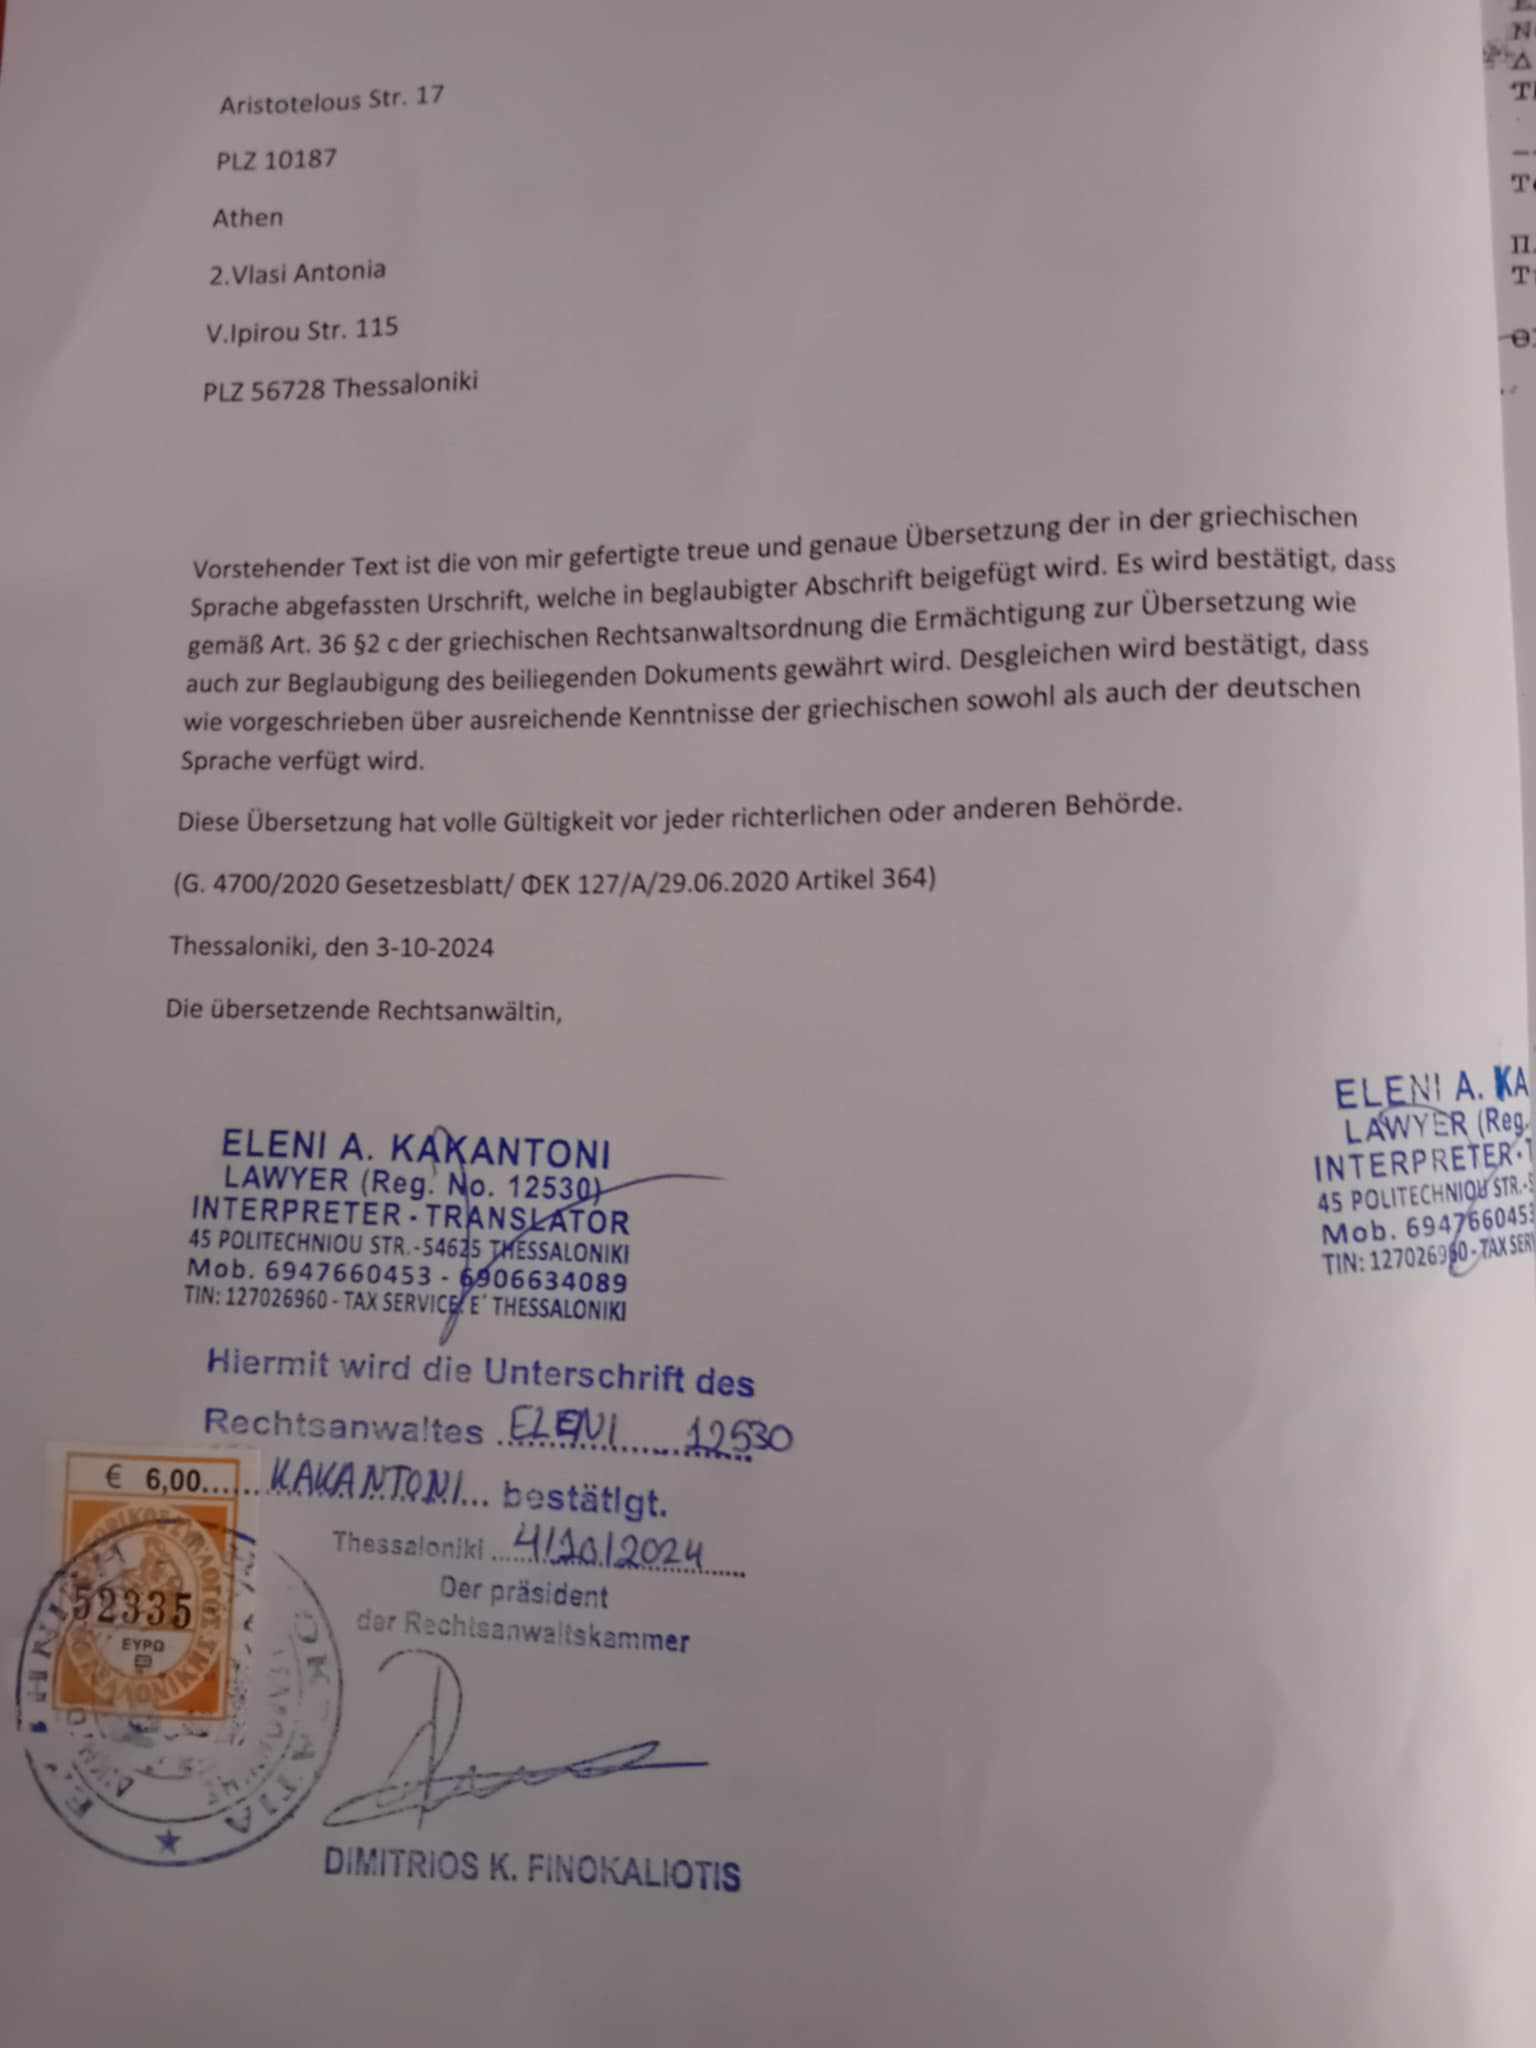 Aristotelous Str. 17
PLZ 10187
Athen
2.Vlasi Antonia
V.Ipirou Str. 115
PLZ 56728 Thessaloniki
Vorstehender Text ist die von mir gefertigte treue und genaue Übersetzung der in der griechischen
Sprache abgefassten Urschrift, welche in beglaubigter Abschrift beigefügt wird. Es wird bestätigt, dass
gemäß Art. 36 §2 c der griechischen Rechtsanwaltsordnung die Ermächtigung zur Übersetzung wie
auch zur Beglaubigung des beiliegenden Dokuments gewährt wird. Desgleichen wird bestätigt, dass
wie vorgeschrieben über ausreichende Kenntnisse der griechischen sowohl als auch der deutschen
Sprache verfügt wird.
Diese Übersetzung hat volle Gültigkeit vor jeder richterlichen oder anderen Behörde.
(G. 4700/2020 Gesetzesblatt/ ΦΕΚ 127/A/29.06.2020 Artikel 364)
Thessaloniki, den 3-10-2024
Die übersetzende Rechtsanwältin,
ELENI A. KAKANTONI
LAWYER (Reg. No. 12530)
INTERPRETER - TRANSLATOR
45 POLITECHNIOU STR.-54625 THESSALONIKI
Mob. 6947660453 - 6906634089
TIN: 127026960 - TAX SERVICE: E´ THESSALONIKI
ELENI A. KA
LAWYER (Reg.
INTERPRETER - T
45 POLITECHNIOU STR.-5
Mob. 6947660453
TIN: 127026960 - TAX SER
Hiermit wird die Unterschrift des
Rechtsanwaltes ELENI 12530
KAKANTONI bestätigt.
Thessaloniki 4/10/2024
Der präsident
der Rechtsanwaltskammer
DIMITRIOS K. FINOKALIOTIS
€ 6,00
52335
ΕΥΡΩ